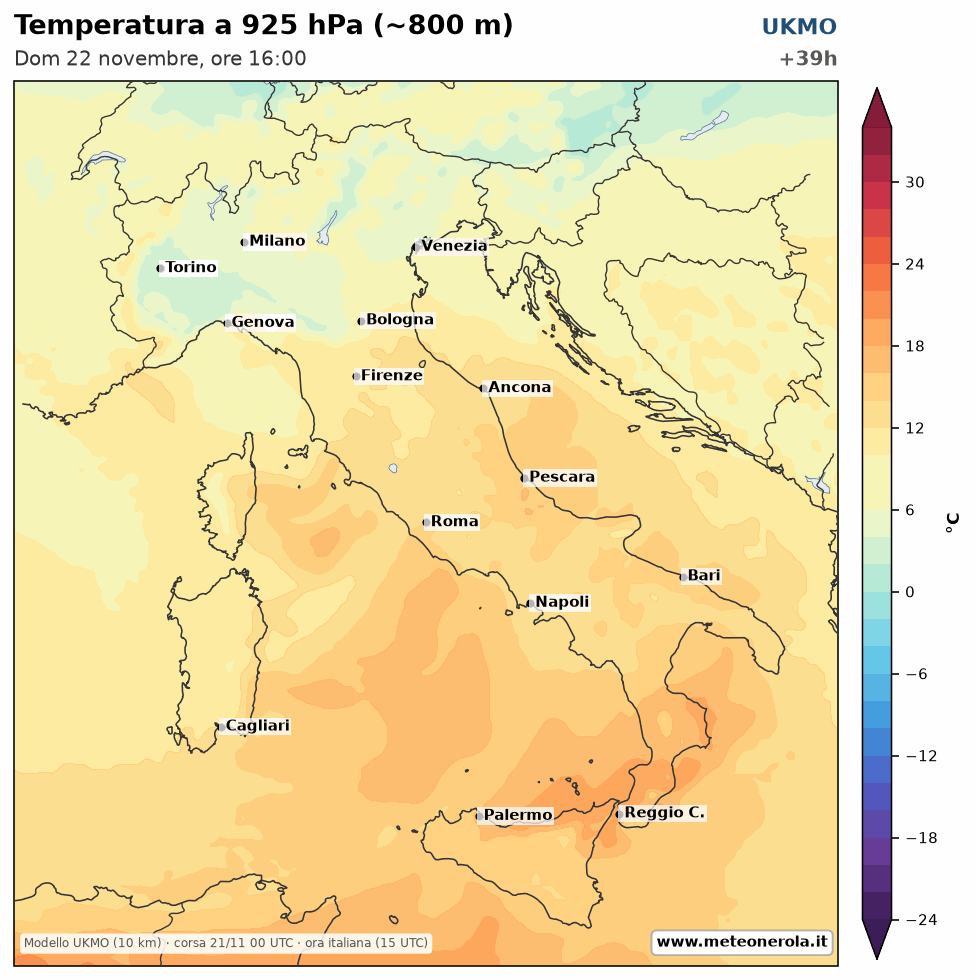 Temperatura a 925 hPa (~800 m)
UKMO
Dom 22 novembre, ore 16:00
+39h
Milano
Venezia
Torino
Genova
Bologna
Firenze
Ancona
Pescara
Roma
Bari
Napoli
Cagliari
Palermo
Reggio C.
30
24
18
12
6
0
−6
−12
−18
−24
°C
Modello UKMO (10 km) · corsa 21/11 00 UTC · ora italiana (15 UTC)
www.meteonerola.it